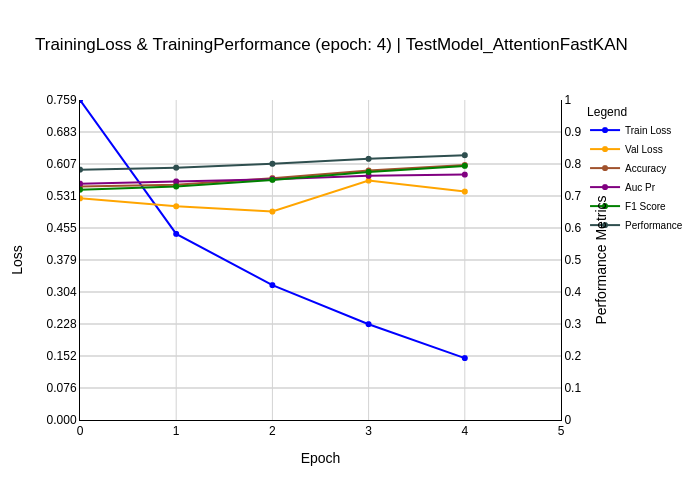 TrainingLoss & TrainingPerformance (epoch: 4) | TestModel_AttentionFastKAN
0.759
0.683
0.607
0.531
0.455
0.379
0.304
0.228
0.152
0.076
0.000
Loss
0
1
2
3
4
5
Epoch
1
0.9
0.8
0.7
0.6
0.5
0.4
0.3
0.2
0.1
0
Performance Metrics
Legend
Train Loss
Val Loss
Accuracy
Auc Pr
F1 Score
Performance